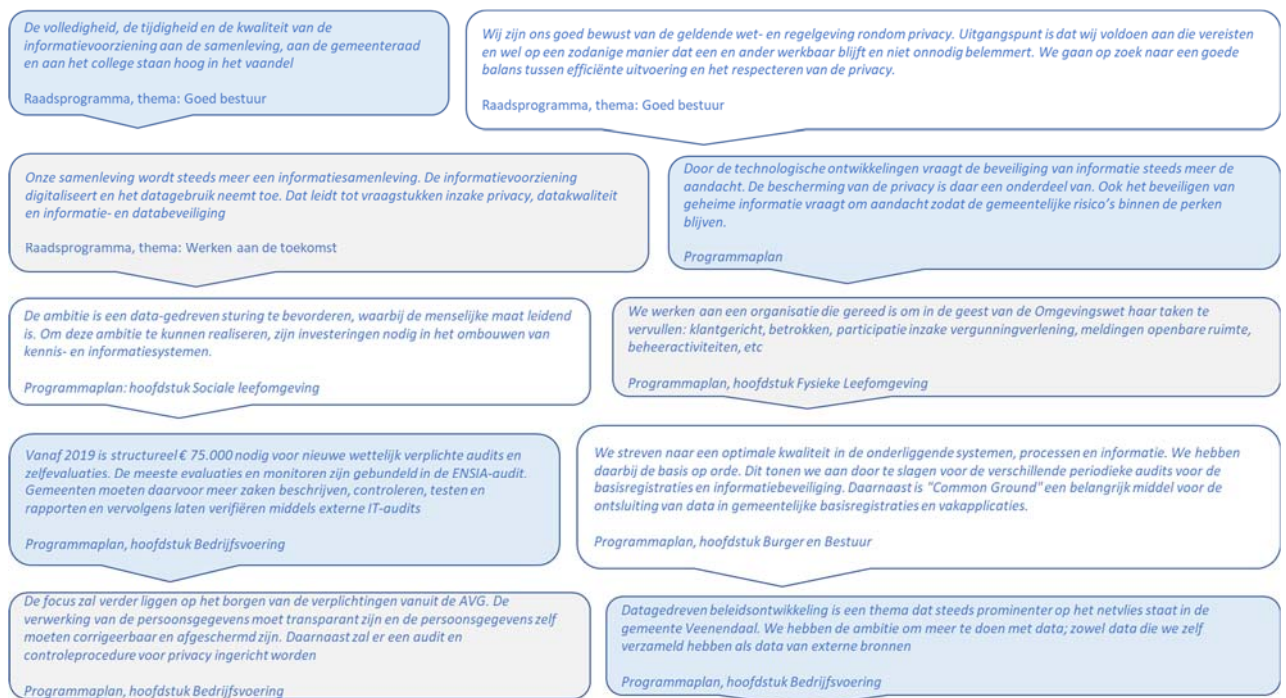 De volledigheid, de tijdigheid en de kwaliteit van de
informatievoorziening aan de samenleving, aan de gemeenteraad
en aan het college staan hoog in het vaandel
Raadsprogramma, thema: Goed bestuur
Wij zijn ons goed bewust van de geldende wet- en regelgeving rondom privacy. Uitgangspunt is dat wij voldoen aan die vereisten
en wel op een zodanige manier dat een en ander werkbaar blijft en niet onnodig belemmert. We gaan op zoek naar een goede
balans tussen efficiënte uitvoering en het respecteren van de privacy.
Raadsprogramma, thema: Goed bestuur
Onze samenleving wordt steeds meer een informatiesamenleving. De informatievoorziening
digitaliseert en het datagebruik neemt toe. Dat leidt tot vraagstukken inzake privacy, datakwaliteit
en informatie- en databeveiliging
Raadsprogramma, thema: Werken aan de toekomst
Door de technologische ontwikkelingen vraagt de beveiliging van informatie steeds meer de
aandacht. De bescherming van de privacy is daar een onderdeel van. Ook het beveiligen van
geheime informatie vraagt om aandacht zodat de gemeentelijke risico's binnen de perken
blijven.
Programmaplan
De ambitie is een data-gedreven sturing te bevorderen, waarbij de menselijke maat leidend
is. Om deze ambitie te kunnen realiseren, zijn investeringen nodig in het ombouwen van
kennis- en informatiesystemen.
Programmaplan: hoofdstuk Sociale leefomgeving
We werken aan een organisatie die gereed is om in de geest van de Omgevingswet haar taken te
vervullen: klantgericht, betrokken, participatie inzake vergunningverlening, meldingen openbare ruimte,
beheeractiviteiten, etc
Programmaplan, hoofdstuk Fysieke Leefomgeving
Vanaf 2019 is structureel € 75.000 nodig voor nieuwe wettelijk verplichte audits en
zelfevaluaties. De meeste evaluaties en monitoren zijn gebundeld in de ENSIA-audit.
Gemeenten moeten daarvoor meer zaken beschrijven, controleren, testen en
rapporten en vervolgens laten verifiëren middels externe IT-audits
Programmaplan, hoofdstuk Bedrijfsvoering
We streven naar een optimale kwaliteit in de onderliggende systemen, processen en informatie. We hebben
daarbij de basis op orde. Dit tonen we aan door te slagen voor de verschillende periodieke audits voor de
basisregistraties en informatiebeveiliging. Daarnaast is "Common Ground" een belangrijk middel voor de
ontsluiting van data in gemeentelijke basisregistraties en vakapplicaties.
Programmaplan, hoofdstuk Burger en Bestuur
De focus zal verder liggen op het borgen van de verplichtingen vanuit de AVG. De
verwerking van de persoonsgegevens moet transparant zijn en de persoonsgegevens zelf
moeten corrigeerbaar en afgeschermd zijn. Daarnaast zal er een audit en
controleprocedure voor privacy ingericht worden
Programmaplan, hoofdstuk Bedrijfsvoering
Datagedreven beleidsontwikkeling is een thema dat steeds prominenter op het netvlies staat in de
gemeente Veenendaal. We hebben de ambitie om meer te doen met data; zowel data die we zelf
verzameld hebben als data van externe bronnen
Programmaplan, hoofdstuk Bedrijfsvoering